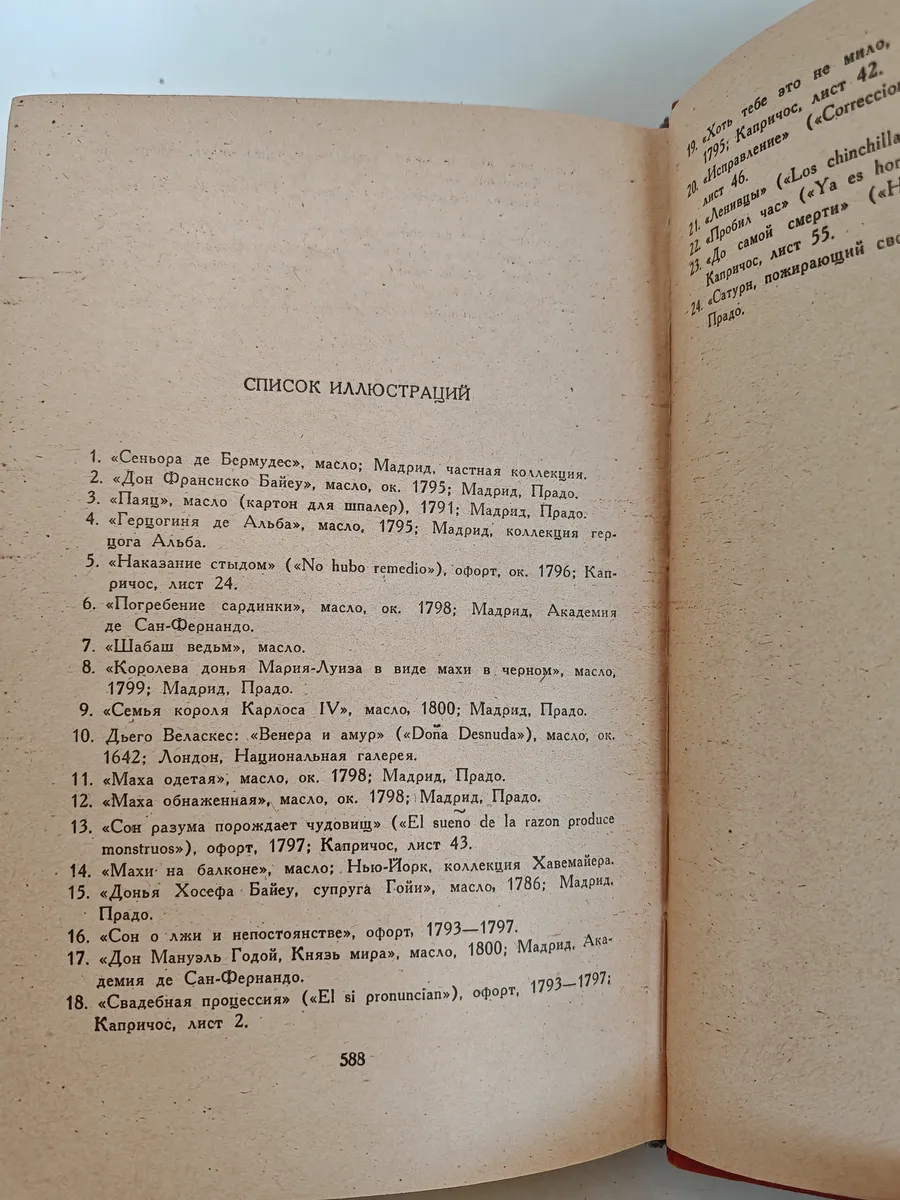 СПИСОК ИЛЛЮСТРАЦИЙ
1. «Сеньора де Бермудес», масло; Мадрид, частная коллекция.
2. «Дон Франсиско Байеу», масло, ок. 1795; Мадрид, Прадо.
3. «Паяц», масло (картон для шпалер), 1791; Мадрид, Прадо.
4. «Герцогиня де Альба», масло, 1795; Мадрид, коллекция гер-
цога Альба.
5. «Наказание стыдом» («No hubo remedio»), офорт, ок. 1796; Кап-
ричос, лист 24.
6. «Погребение сардинки», масло, ок. 1798; Мадрид, Академия
де Сан-Фернандо.
7. «Шабаш ведьм», масло.
8. «Королева донья Мария-Луиза в виде махи в черном», масло,
1799; Мадрид, Прадо.
9. «Семья короля Карлоса IV», масло, 1800; Мадрид, Прадо.
10. Дьего Веласкес: «Венера и амур» («Doña Desnuda»), масло, ок.
1642; Лондон, Национальная галерея.
11. «Маха одетая», масло, ок. 1798; Мадрид, Прадо.
12. «Маха обнаженная», масло, ок. 1798; Мадрид, Прадо.
13. «Сон разума порождает чудовищ» («El sueño de la razon produce
monstruos»), офорт, 1797; Капричос, лист 43.
14. «Махи на балконе», масло; Нью-Йорк, коллекция Хавемайера.
15. «Донья Хосефа Байеу, супруга Гойи», масло, 1786; Мадрид,
Прадо.
16. «Сон о лжи и непостоянстве», офорт, 1793—1797.
17. «Дон Мануэль Годой, Князь мира», масло, 1800; Мадрид, Ака-
демия де Сан-Фернандо.
18. «Свадебная процессия» («El si pronuncian»), офорт, 1793—1797;
Капричос, лист 2.
588
19. «Хоть тебе это не мило,
1795; Капричос, лист 42.
20. «Исправление» («Correccion
лист 46.
21. «Ленивцы» («Los chinchilla
22. «Пробил час» («Ya es hor
23. «До самой смерти» («H
Капричос, лист 55.
24. «Сатурн, пожирающий сво
Прадо.